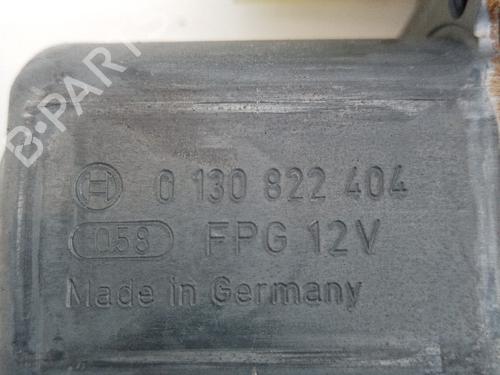 B-PARTS
0 130 822 404
058 FPG 12V
Made in Germany